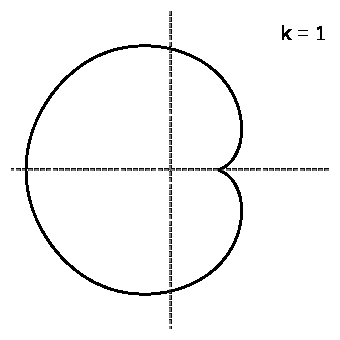 k = 1